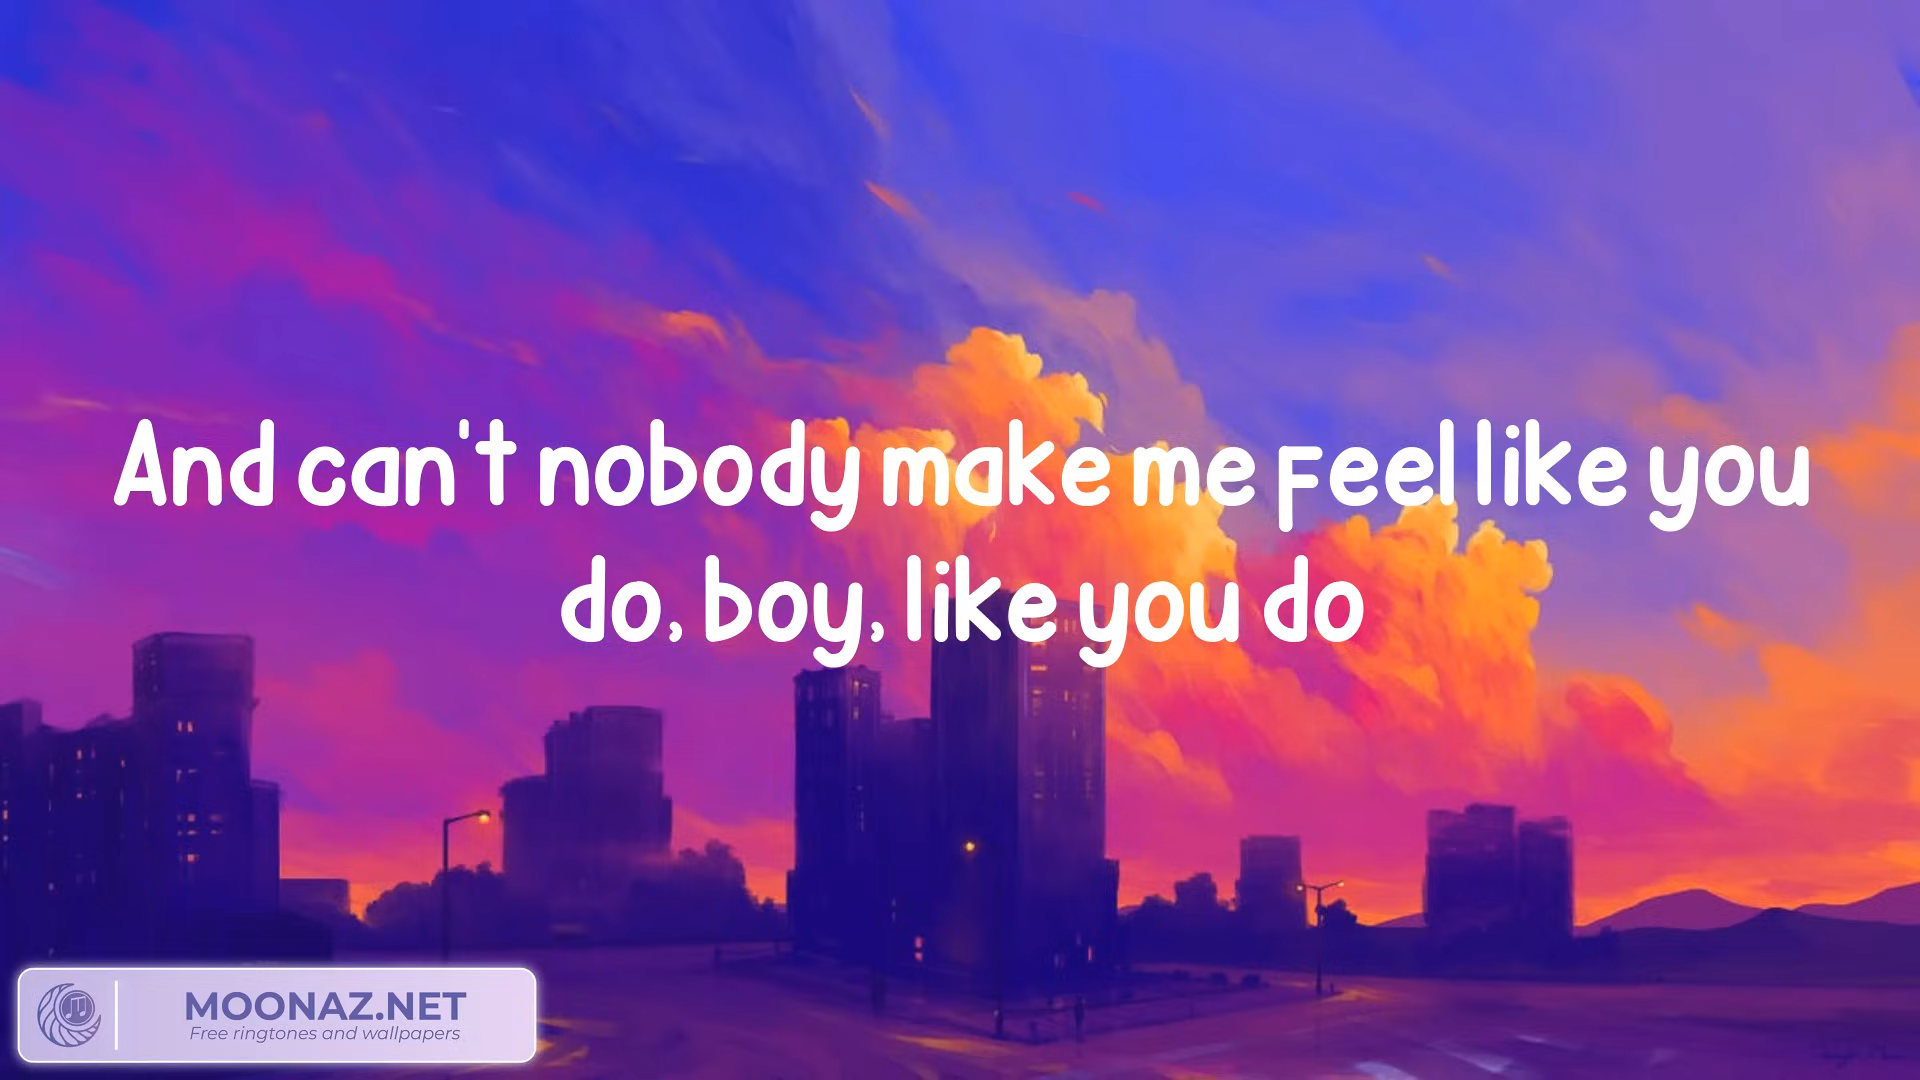 And can't nobody make me feel like you
do, boy, like you do
MOONAZ.NET
Free ringtones and wallpapers